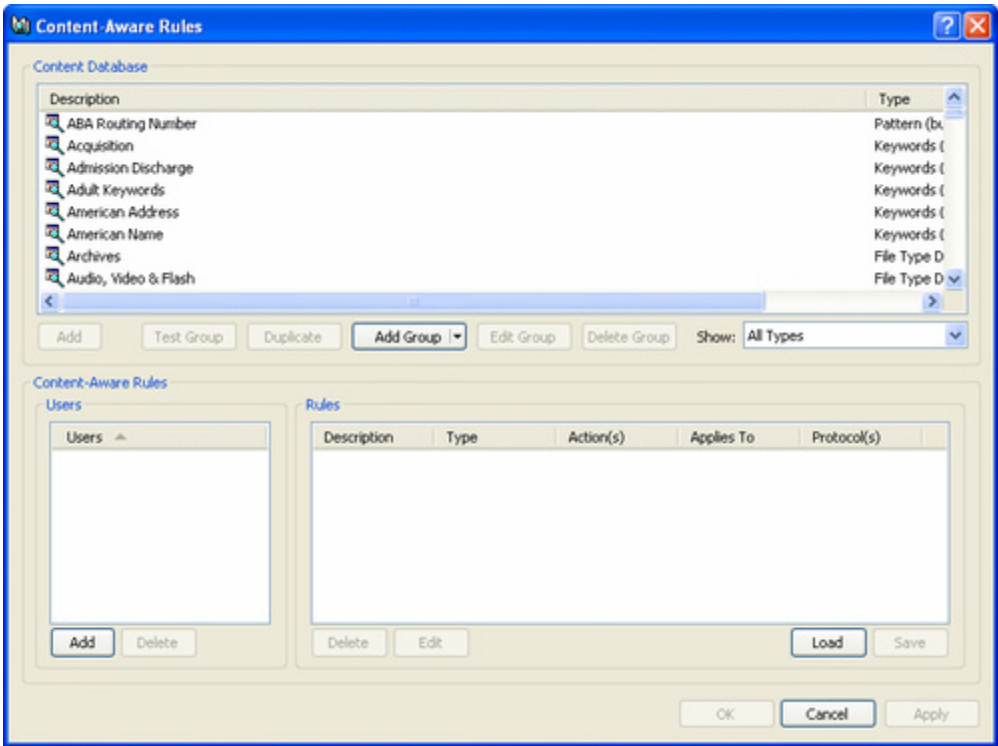 Content-Aware Rules
Content Database
Description Type
ABA Routing Number Pattern (bu
Acquisition Keywords (
Admission Discharge Keywords (
Adult Keywords Keywords (
American Address Keywords (
American Name Keywords (
Archives File Type D
Audio, Video & Flash File Type D
Add Test Group Duplicate Add Group Edit Group Delete Group Show: All Types
Content-Aware Rules
Users Rules
Users Description Type Action(s) Applies To Protocol(s)
Add Delete Delete Edit Load Save
OK Cancel Apply